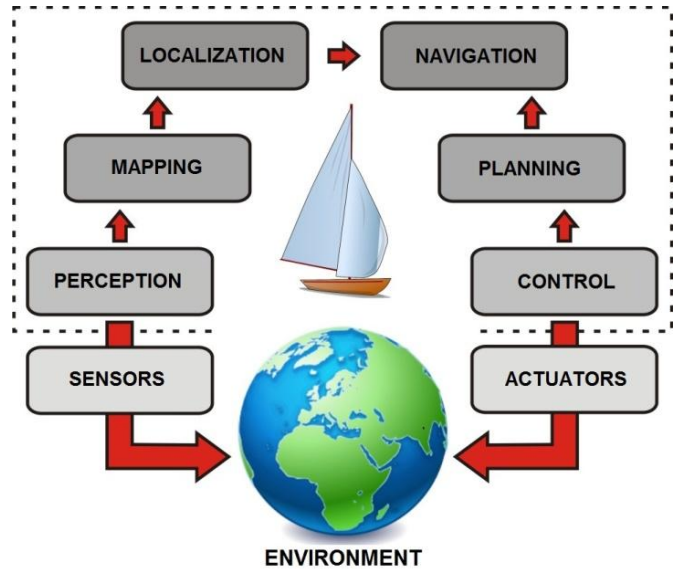 LOCALIZATION
NAVIGATION
MAPPING
PLANNING
PERCEPTION
CONTROL
SENSORS
ACTUATORS
ENVIRONMENT